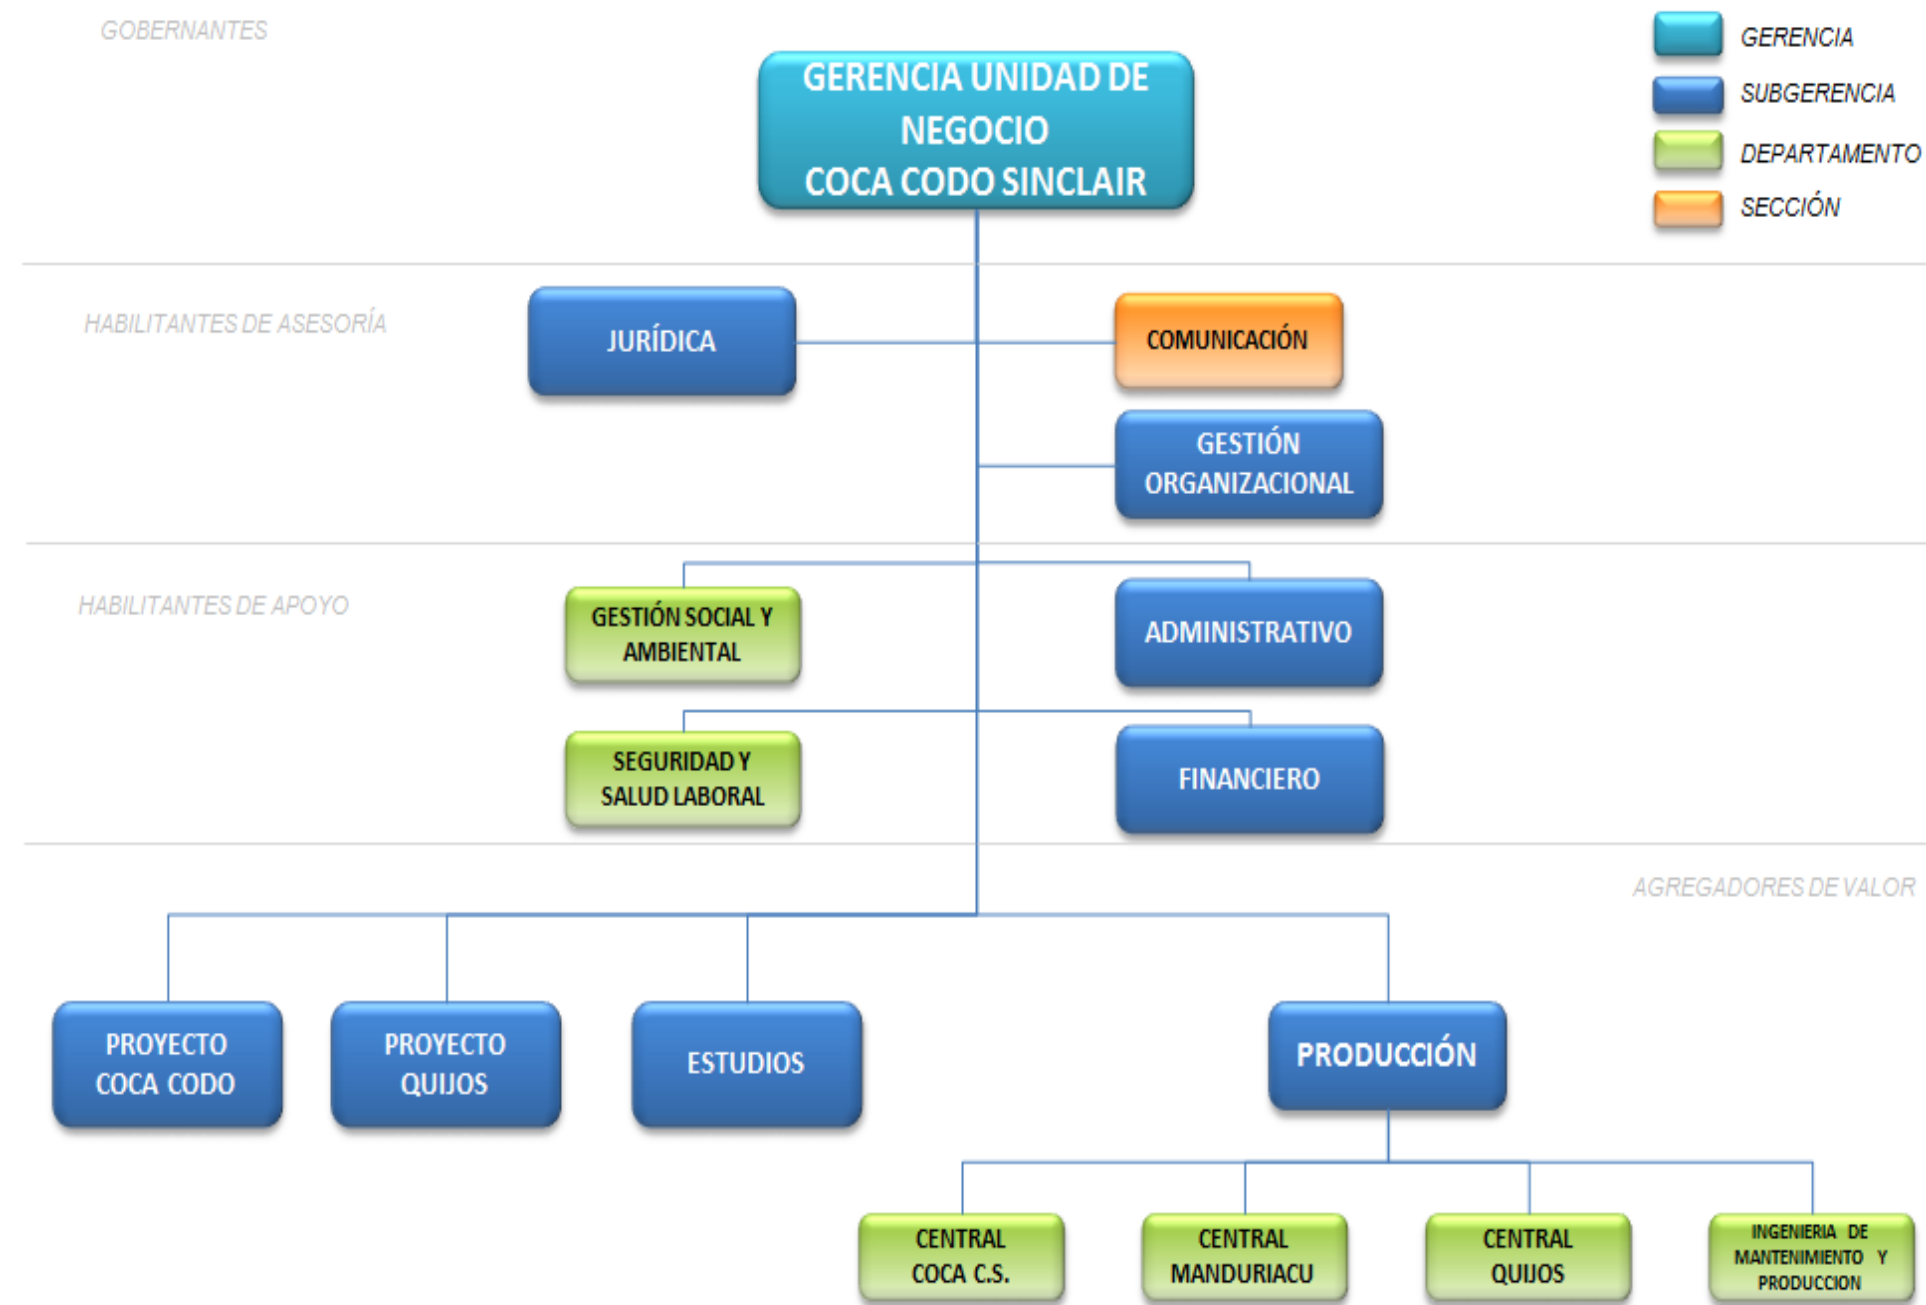 GOBERNANTES
GERENCIA UNIDAD DE
NEGOCIO
COCA CODO SINCLAIR
GERENCIA
SUBGERENCIA
DEPARTAMENTO
SECCIÓN
HABILITANTES DE ASESORÍA
JURÍDICA
COMUNICACIÓN
GESTIÓN
ORGANIZACIONAL
HABILITANTES DE APOYO
GESTIÓN SOCIAL Y
AMBIENTAL
ADMINISTRATIVO
SEGURIDAD Y
SALUD LABORAL
FINANCIERO
AGREGADORES DE VALOR
PROYECTO
COCA CODO
PROYECTO
QUIJOS
ESTUDIOS
PRODUCCIÓN
CENTRAL
COCA C.S.
CENTRAL
MANDURIACU
CENTRAL
QUIJOS
INGENIERIA DE
MANTENIMIENTO Y
PRODUCCION